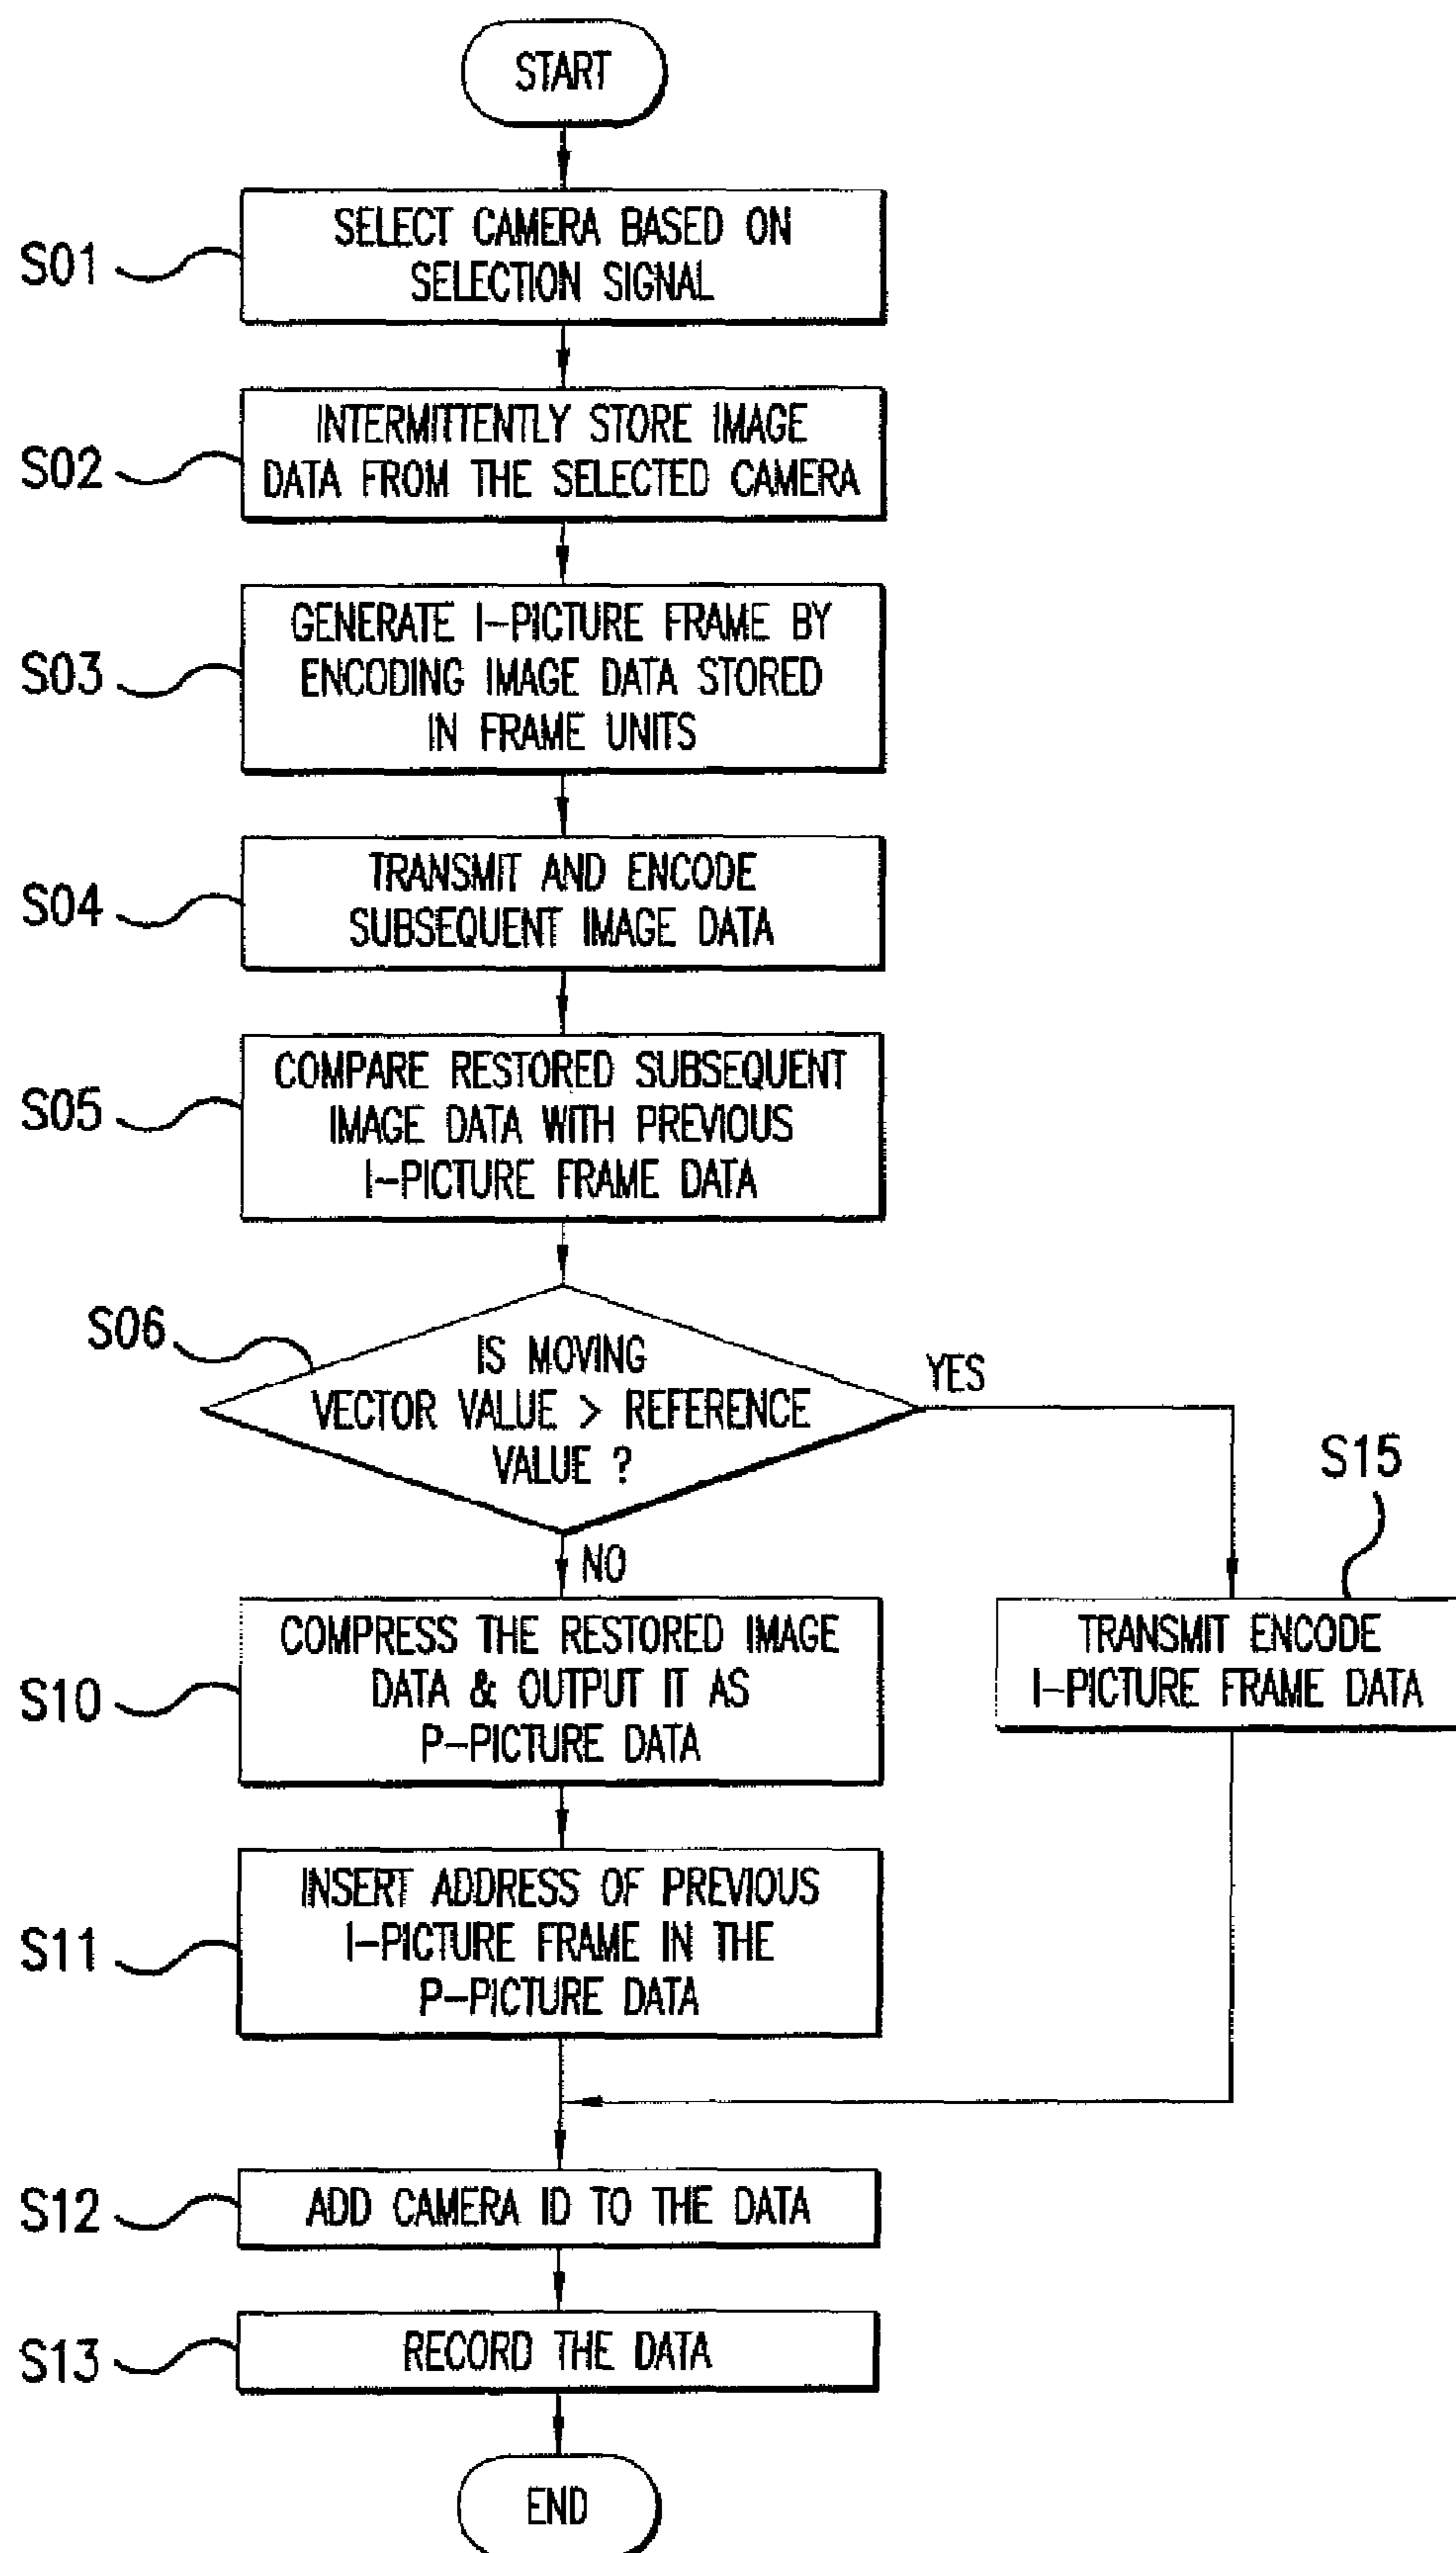 START
S01
SELECT CAMERA BASED ON
SELECTION SIGNAL
S02
INTERMITTENTLY STORE IMAGE
DATA FROM THE SELECTED CAMERA
S03
GENERATE I-PICTURE FRAME BY
ENCODING IMAGE DATA STORED
IN FRAME UNITS
S04
TRANSMIT AND ENCODE
SUBSEQUENT IMAGE DATA
S05
COMPARE RESTORED SUBSEQUENT
IMAGE DATA WITH PREVIOUS
I-PICTURE FRAME DATA
S06
IS MOVING
VECTOR VALUE > REFERENCE
VALUE ?
YES
NO
S15
TRANSMIT ENCODE
I-PICTURE FRAME DATA
S10
COMPRESS THE RESTORED IMAGE
DATA & OUTPUT IT AS
P-PICTURE DATA
S11
INSERT ADDRESS OF PREVIOUS
I-PICTURE FRAME IN THE
P-PICTURE DATA
S12
ADD CAMERA ID TO THE DATA
S13
RECORD THE DATA
END